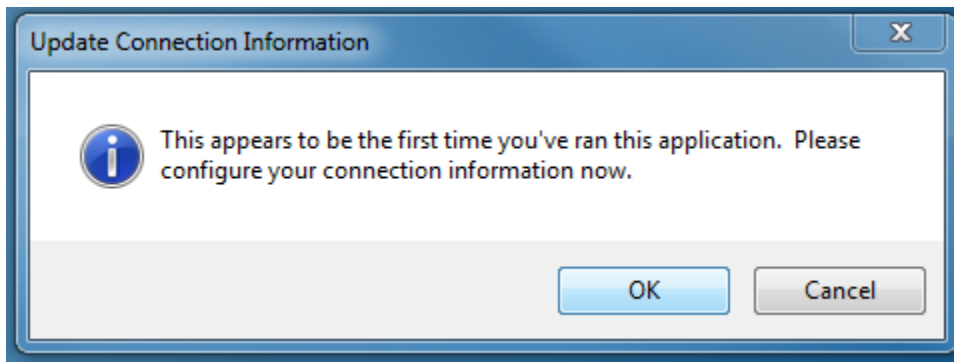 Update Connection Information
This appears to be the first time you've ran this application.  Please
configure your connection information now.
OK
Cancel